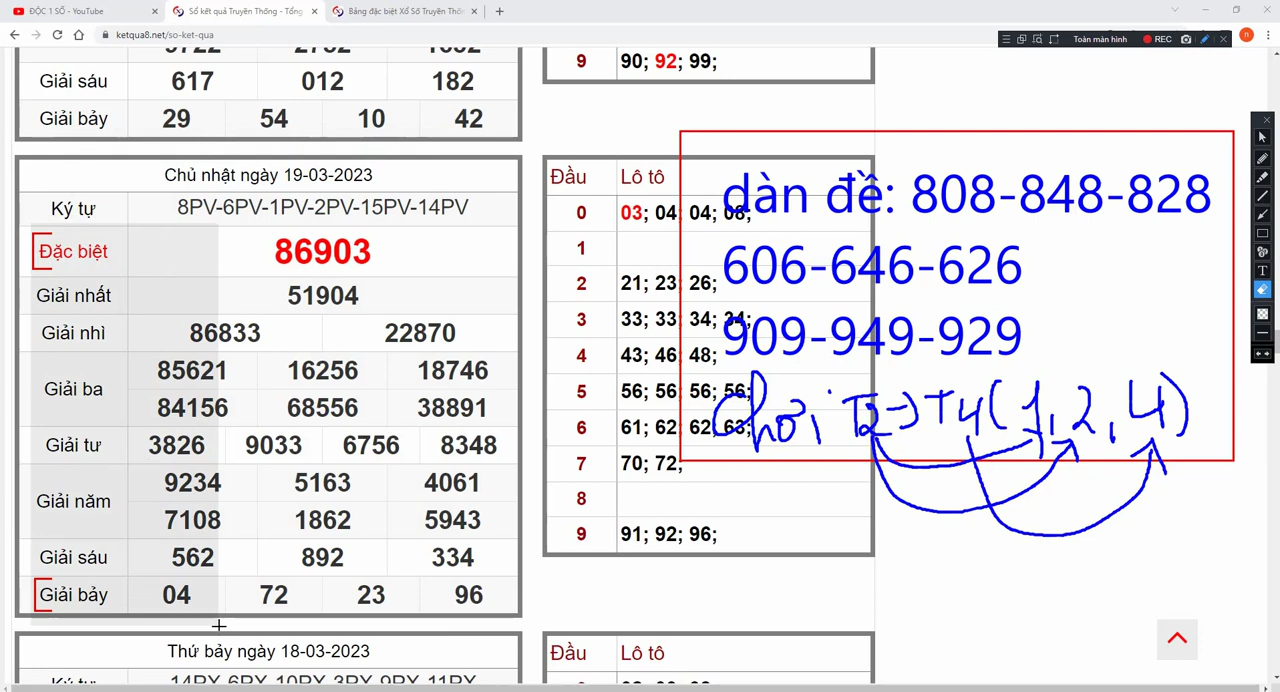 ĐỘC 1 SỐ - YouTube
Sổ kết quả Truyền Thống - Tổng
Bảng đặc biệt Xổ Số Truyền Thố
ketqua8.net/so-ket-qua
Toàn màn hình
REC
n
Giải sáu 617 012 182
Giải bảy 29 54 10 42
9 90; 92; 99;
Chủ nhật ngày 19-03-2023
Ký tự 8PV-6PV-1PV-2PV-15PV-14PV
Đặc biệt 86903
Giải nhất 51904
Giải nhì 86833 22870
Giải ba 85621 16256 18746
84156 68556 38891
Giải tư 3826 9033 6756 8348
Giải năm 9234 5163 4061
7108 1862 5943
Giải sáu 562 892 334
Giải bảy 04 72 23 96
Đầu Lô tô
0 03; 04; 04; 08;
1
2 21; 23; 26;
3 33; 33; 34; 34;
4 43; 46; 48;
5 56; 56; 56; 56;
6 61; 62; 62; 63;
7 70; 72;
8
9 91; 92; 96;
dàn đề: 808-848-828
606-646-626
909-949-929
Chơi T2->T4(1,2,4)
Thứ bảy ngày 18-03-2023
Ký tự
Đầu Lô tô